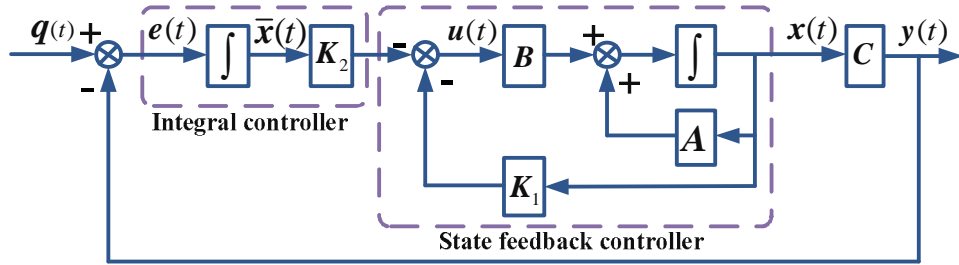 q(t) + e(t) ∫ x̄(t) K₂ - u(t) B + ∫ x(t) C y(t)
- - +
Integral controller
A
K₁
State feedback controller